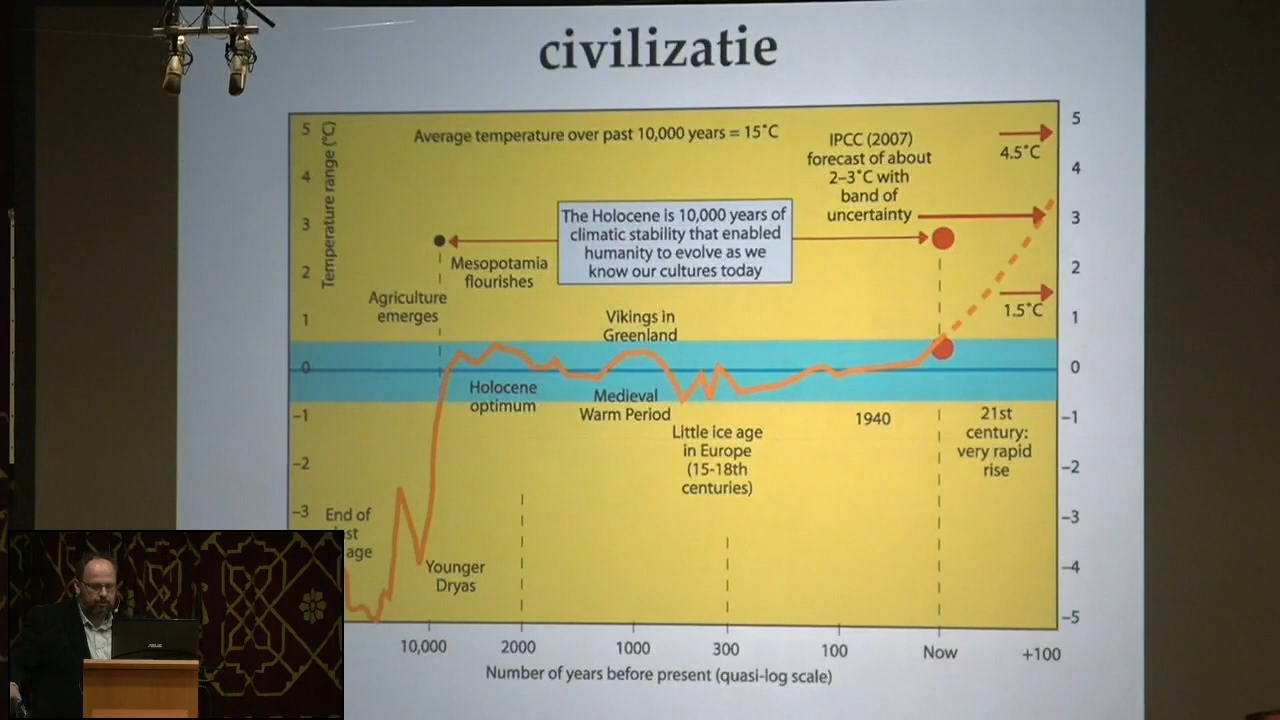 civilizatie
Average temperature over past 10,000 years = 15°C
Temperature range (°C)
5
4
3
2
1
0
−1
−2
−3
5
4
3
2
1
0
−1
−2
−3
−4
−5
IPCC (2007)
forecast of about
2–3°C with
band of
uncertainty
4.5°C
1.5°C
The Holocene is 10,000 years of
climatic stability that enabled
humanity to evolve as we
know our cultures today
Mesopotamia
flourishes
Agriculture
emerges
Vikings in
Greenland
Holocene
optimum
Medieval
Warm Period
Little ice age
in Europe
(15-18th
centuries)
1940
21st
century:
very rapid
rise
End of
age
Younger
Dryas
10,000
2000
1000
300
100
Now
+100
Number of years before present (quasi-log scale)
ASUS